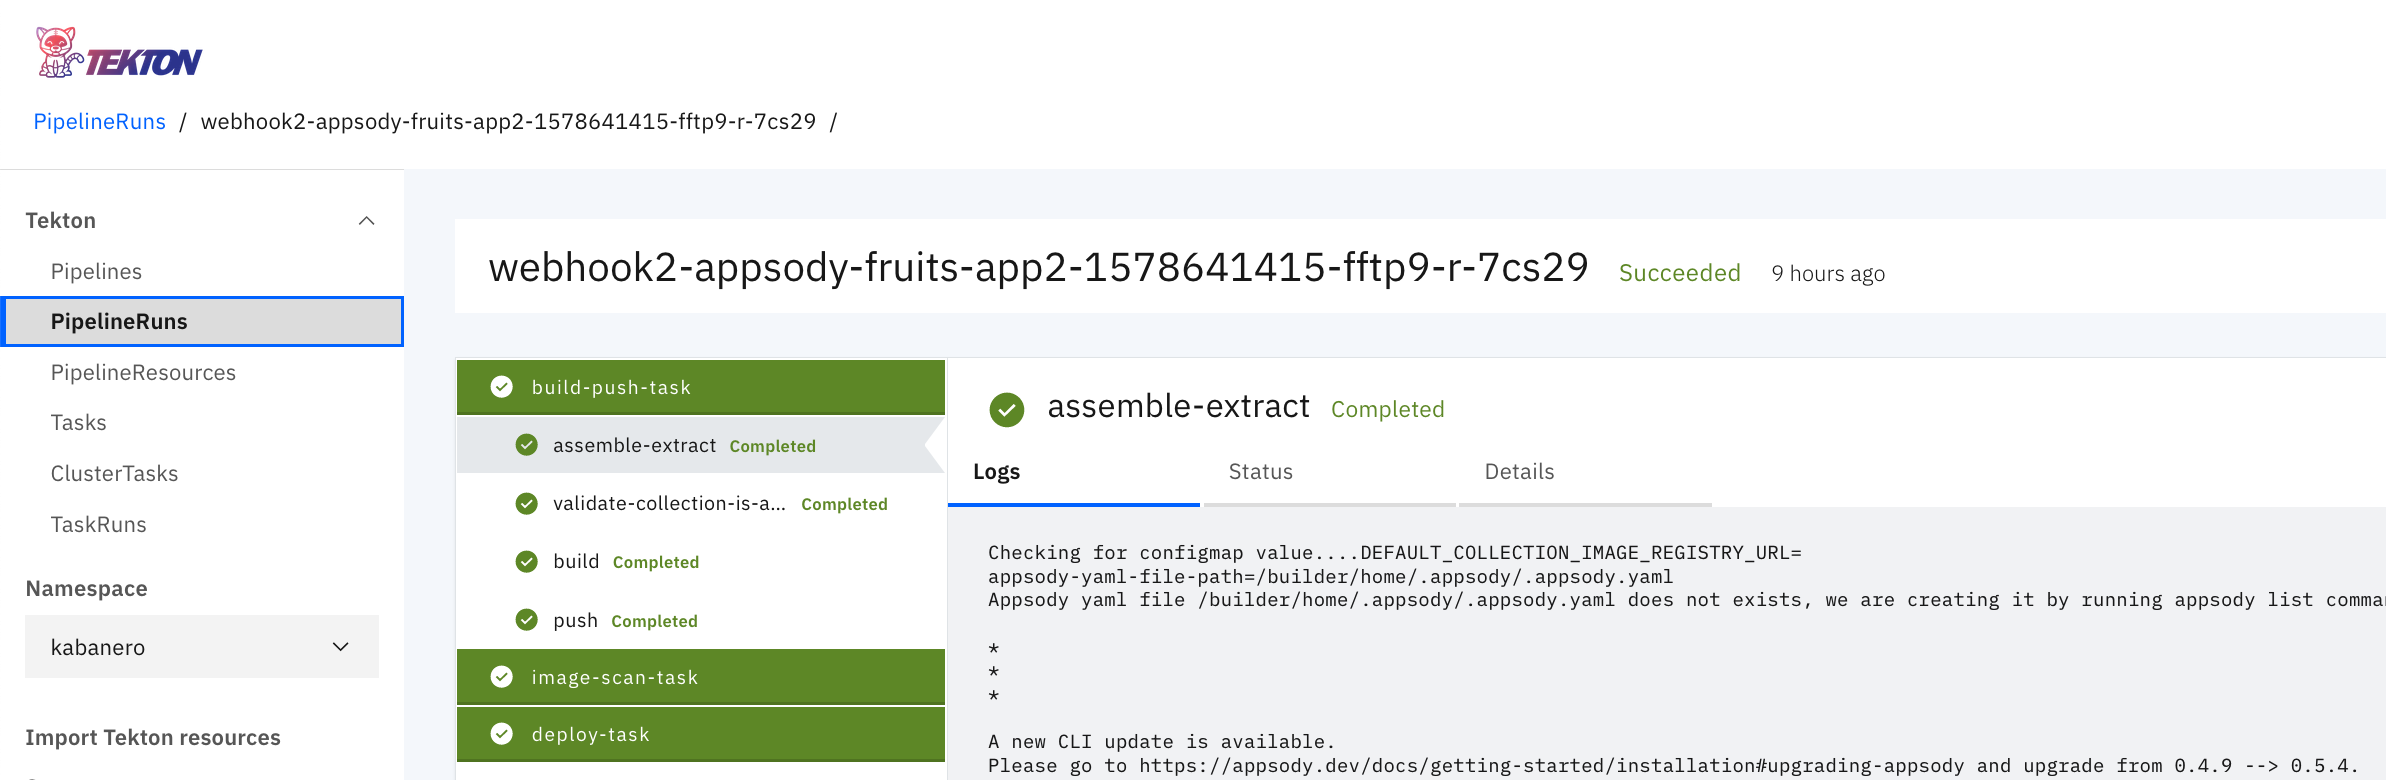 TEKTON
PipelineRuns / webhook2-appsody-fruits-app2-1578641415-fftp9-r-7cs29 /
Tekton
Pipelines
PipelineRuns
PipelineResources
Tasks
ClusterTasks
TaskRuns
Namespace
kabanero
Import Tekton resources
webhook2-appsody-fruits-app2-1578641415-fftp9-r-7cs29 Succeeded 9 hours ago
build-push-task
assemble-extract Completed
validate-collection-is-a... Completed
build Completed
push Completed
image-scan-task
deploy-task
assemble-extract Completed
Logs Status Details
Checking for configmap value....DEFAULT_COLLECTION_IMAGE_REGISTRY_URL=
appsody-yaml-file-path=/builder/home/.appsody/.appsody.yaml
Appsody yaml file /builder/home/.appsody/.appsody.yaml does not exists, we are creating it by running appsody list
*
*
*
A new CLI update is available.
Please go to https://appsody.dev/docs/getting-started/installation#upgrading-appsody and upgrade from 0.4.9 --> 0.5.4.